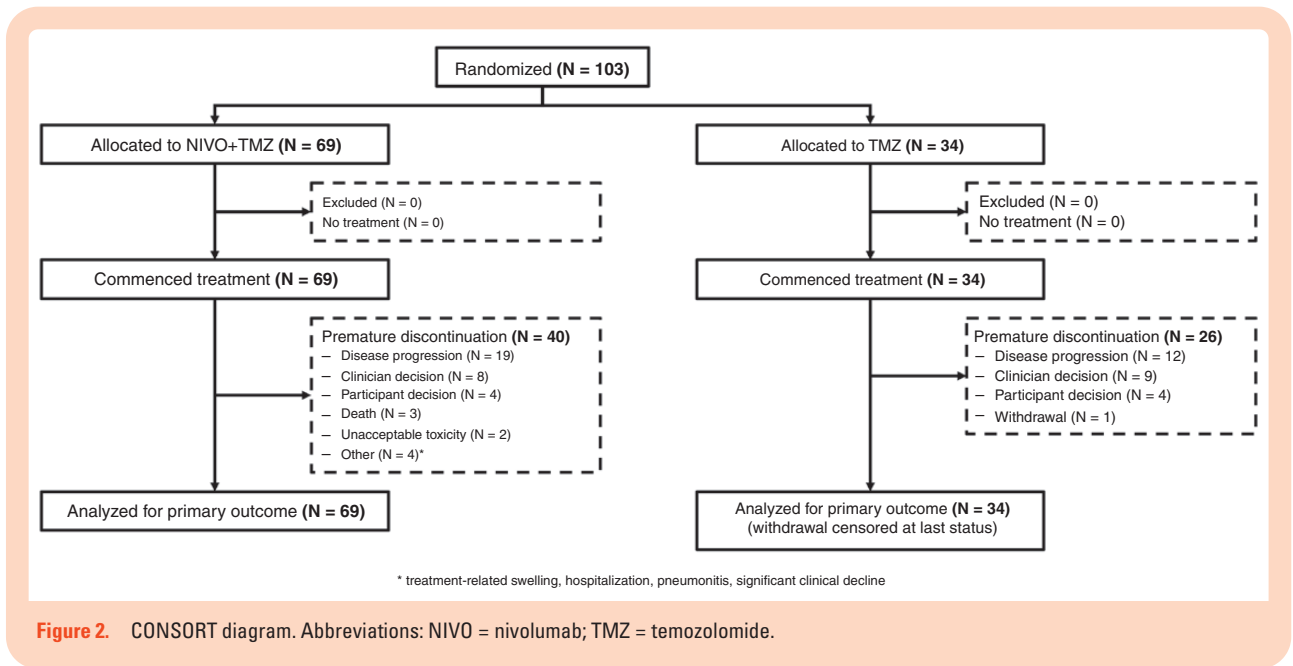 Randomized (N = 103)
Allocated to NIVO+TMZ (N = 69)
Excluded (N = 0)
No treatment (N = 0)
Commenced treatment (N = 69)
Premature discontinuation (N = 40)
– Disease progression (N = 19)
– Clinician decision (N = 8)
– Participant decision (N = 4)
– Death (N = 3)
– Unacceptable toxicity (N = 2)
– Other (N = 4)*
Analyzed for primary outcome (N = 69)
Allocated to TMZ (N = 34)
Excluded (N = 0)
No treatment (N = 0)
Commenced treatment (N = 34)
Premature discontinuation (N = 26)
– Disease progression (N = 12)
– Clinician decision (N = 9)
– Participant decision (N = 4)
– Withdrawal (N = 1)
Analyzed for primary outcome (N = 34)
(withdrawal censored at last status)
* treatment-related swelling, hospitalization, pneumonitis, significant clinical decline
Figure 2. CONSORT diagram. Abbreviations: NIVO = nivolumab; TMZ = temozolomide.